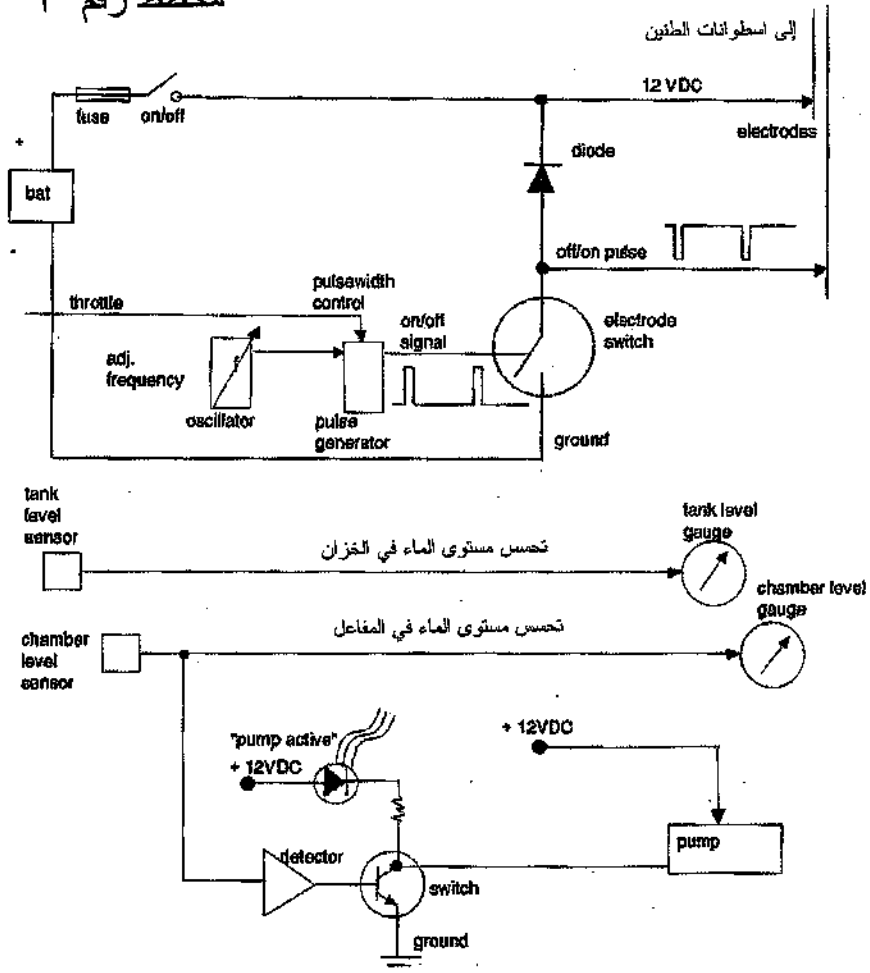 رقم
إلى اسطوانات الطنين
12 VDC
fuse
on/off
electrodes
+
diode
bat
-
off/on pulse
throttle
pulsewidth
control
on/off
signal
electrode
switch
adj.
frequency
f
oscillator
pulse
generator
ground
tank
level
sensor
تحسس مستوى الماء في الخزان
tank level
gauge
chamber level
gauge
تحسس مستوى الماء في المفاعل
chamber
level
sensor
"pump active"
+ 12VDC
+ 12VDC
pump
detector
switch
ground